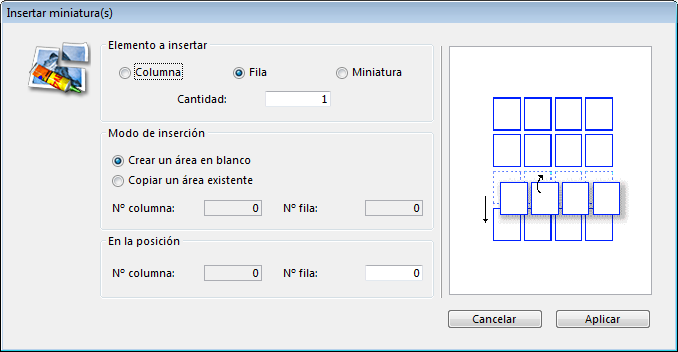 Insertar miniatura(s)
Elemento a insertar
Columna Fila Miniatura
Cantidad: 1
Modo de inserción
Crear un área en blanco
Copiar un área existente
Nº columna: 0 Nº fila: 0
En la posición
Nº columna: 0 Nº fila: 0
Cancelar Aplicar